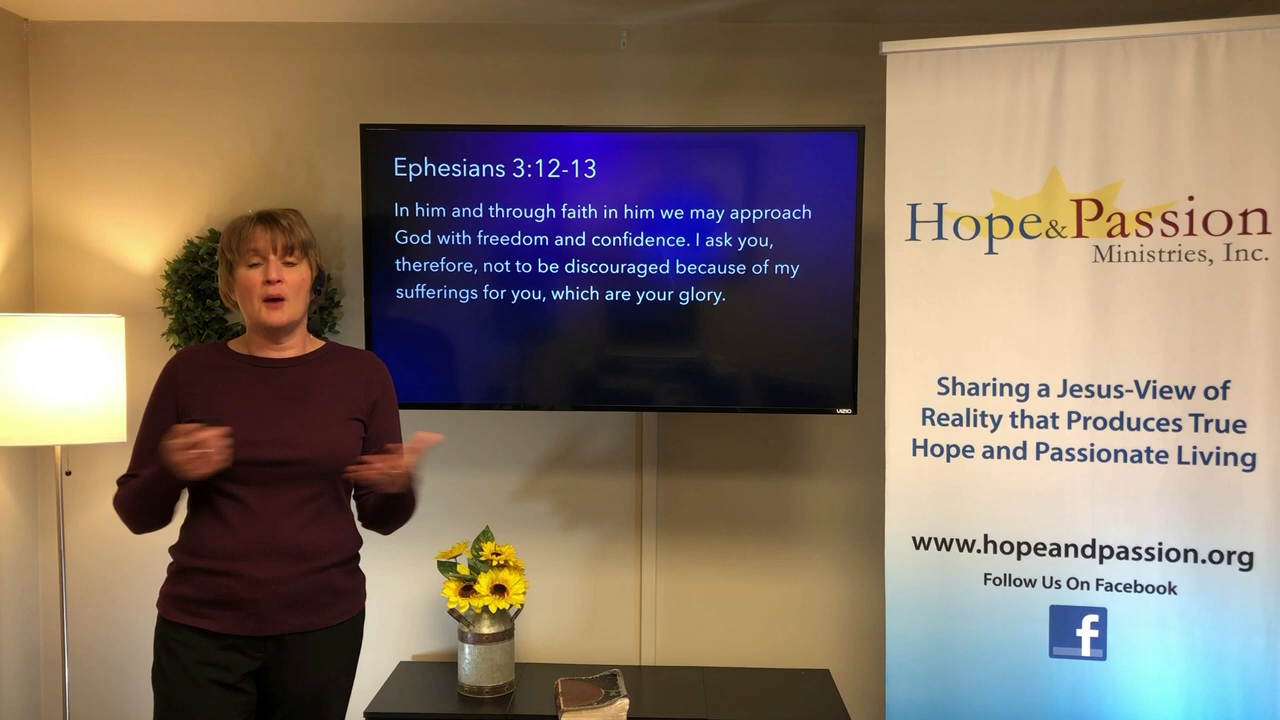 Ephesians 3:12-13
In him and through faith in him we may approach
God with freedom and confidence. I ask you,
therefore, not to be discouraged because of my
sufferings for you, which are your glory.
VIZIO
Hope&Passion
Ministries, Inc.
Sharing a Jesus-View of
Reality that Produces True
Hope and Passionate Living
www.hopeandpassion.org
Follow Us On Facebook
f